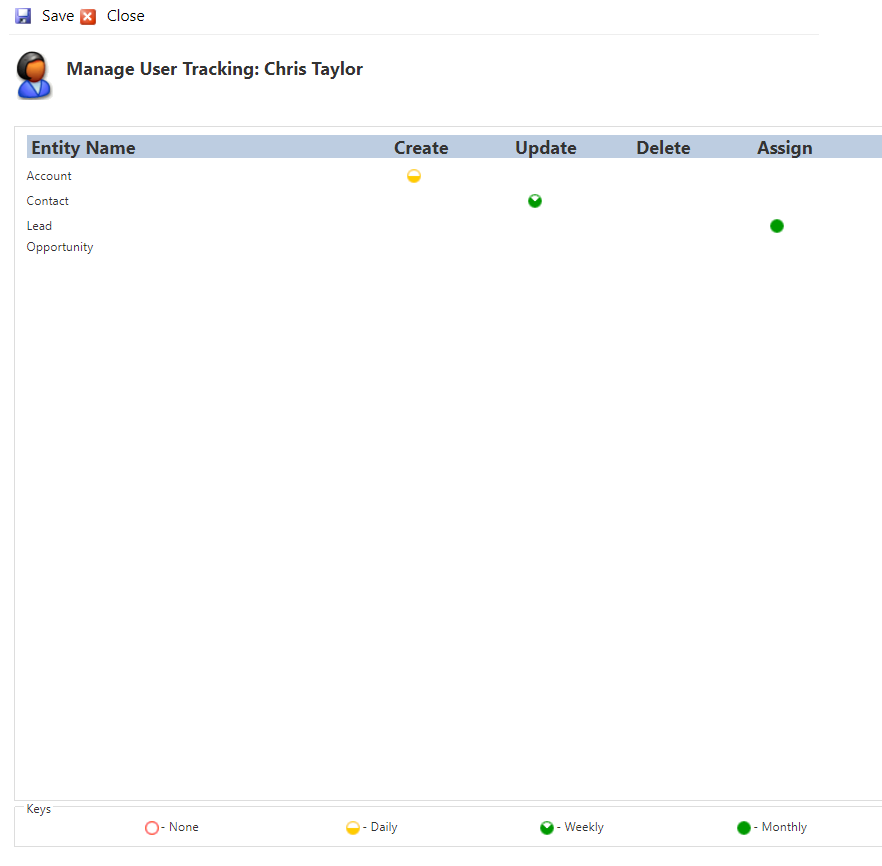 Save Close
Manage User Tracking: Chris Taylor
Entity Name Create Update Delete Assign
Account
Contact
Lead
Opportunity
Keys
- None - Daily - Weekly - Monthly